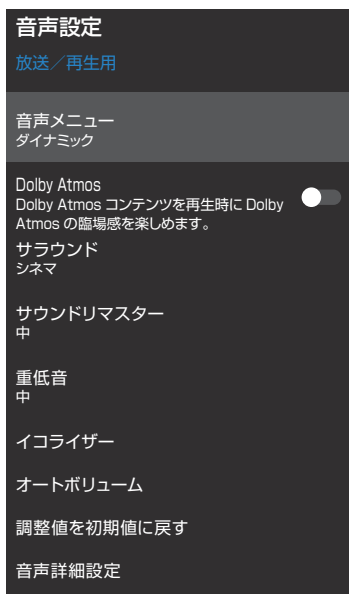 音声設定
放送／再生用
音声メニュー
ダイナミック
Dolby Atmos
Dolby Atmos コンテンツを再生時に Dolby
Atmos の臨場感を楽しめます。
サラウンド
シネマ
サウンドリマスター
中
重低音
中
イコライザー
オートボリューム
調整値を初期値に戻す
音声詳細設定